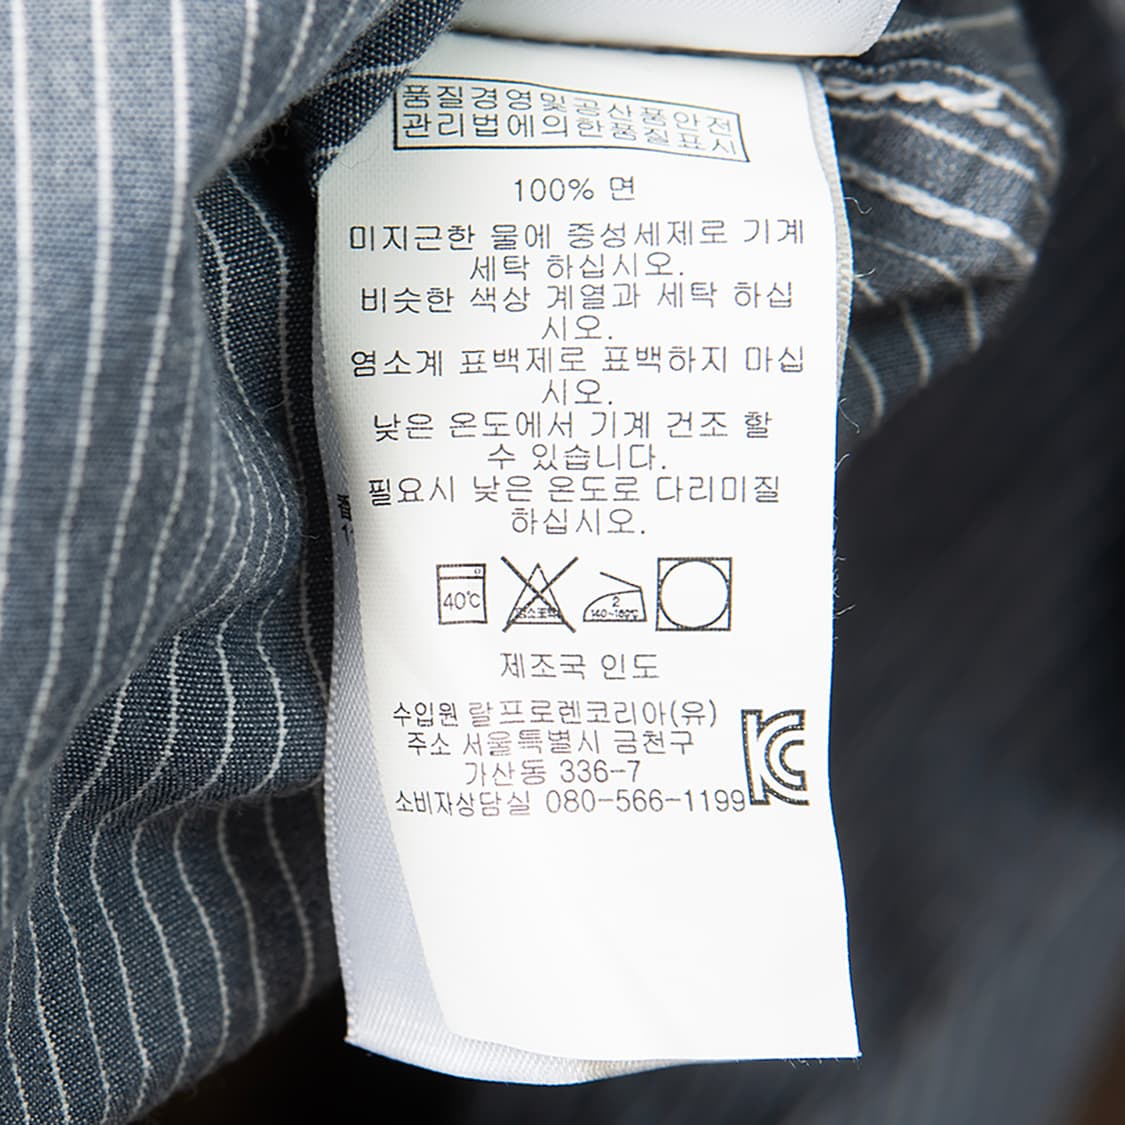 품질경영및공산품안전
관리법에의한품질표시
100% 면
미지근한 물에 중성세제로 기계
세탁 하십시오.
비슷한 색상 계열과 세탁 하십
시오.
염소계 표백제로 표백하지 마십
시오.
낮은 온도에서 기계 건조 할
수 있습니다.
필요시 낮은 온도로 다리미질
하십시오.
40℃
염소표백
2
140~160℃
제조국 인도
수입원 랄프로렌코리아(유)
주소 서울특별시 금천구
가산동 336-7
소비자상담실 080-566-1199